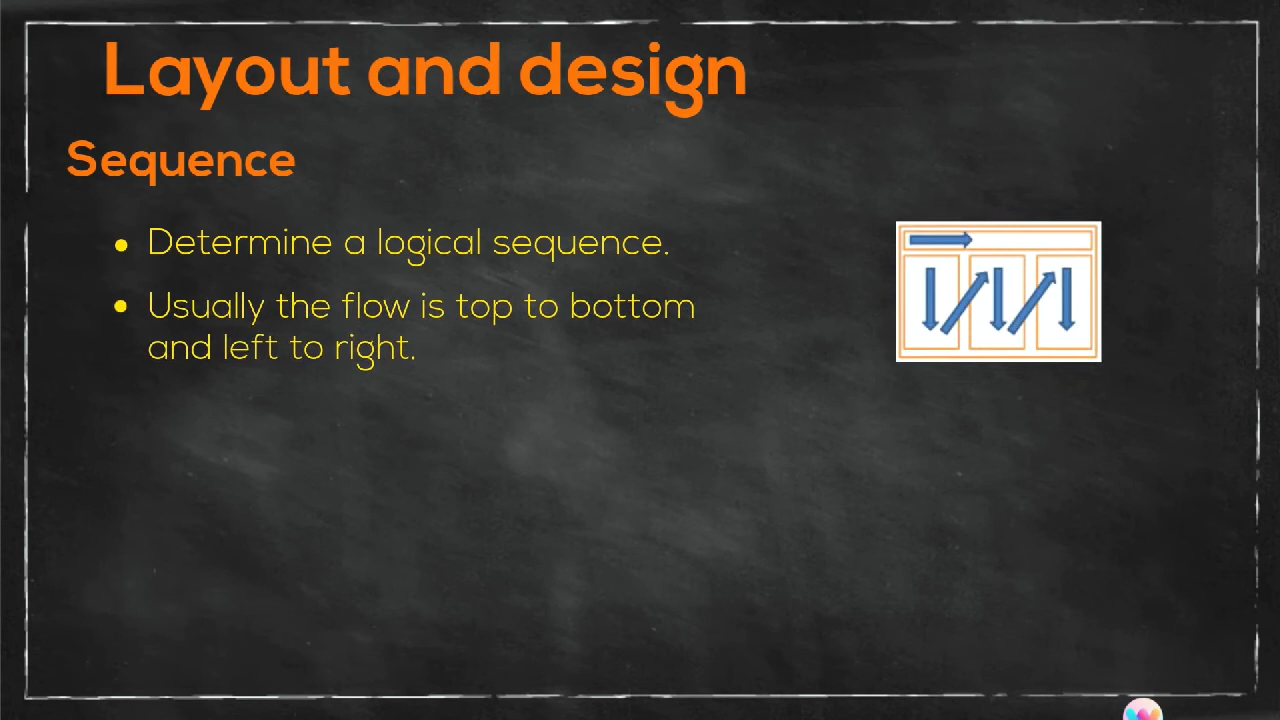 Layout and design
Sequence
• Determine a logical sequence.
• Usually the flow is top to bottom
and left to right.